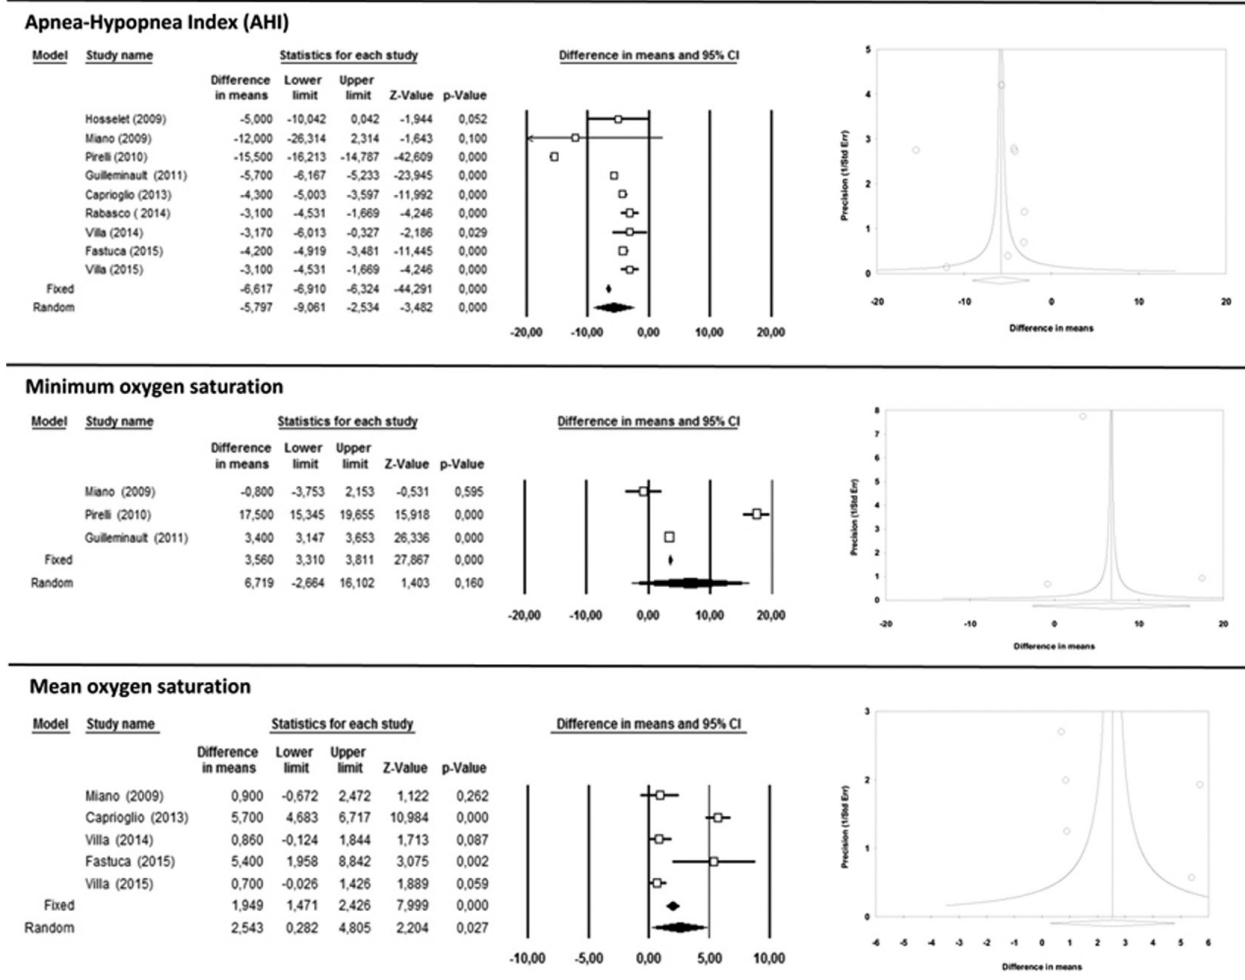 Apnea-Hypopnea Index (AHI)
Model Study name Statistics for each study Difference in means and 95% CI
Difference Lower Upper
in means limit limit Z-Value p-Value
Hosselet (2009) -5,000 -10,042 0,042 -1,944 0,052
Miano (2009) -12,000 -26,314 2,314 -1,643 0,100
Pirelli (2010) -15,500 -16,213 -14,787 -42,609 0,000
Guilleminault (2011) -5,700 -6,167 -5,233 -23,945 0,000
Caprioglio (2013) -4,300 -5,003 -3,597 -11,992 0,000
Rabasco ( 2014) -3,100 -4,531 -1,669 -4,246 0,000
Villa (2014) -3,170 -6,013 -0,327 -2,186 0,029
Fastuca (2015) -4,200 -4,919 -3,481 -11,445 0,000
Villa (2015) -3,100 -4,531 -1,669 -4,246 0,000
Fixed -6,617 -6,910 -6,324 -44,291 0,000
Random -5,797 -9,061 -2,534 -3,482 0,000
-20,00 -10,00 0,00 10,00 20,00
Precision (1/Std Err)
5
4
3
2
1
0
-20 -10 0 10 20
Difference in means
Minimum oxygen saturation
Model Study name Statistics for each study Difference in means and 95% CI
Difference Lower Upper
in means limit limit Z-Value p-Value
Miano (2009) -0,800 -3,753 2,153 -0,531 0,595
Pirelli (2010) 17,500 15,345 19,655 15,918 0,000
Guilleminault (2011) 3,400 3,147 3,653 26,336 0,000
Fixed 3,560 3,310 3,811 27,867 0,000
Random 6,719 -2,664 16,102 1,403 0,160
-20,00 -10,00 0,00 10,00 20,00
Precision (1/Std Err)
8
7
6
5
4
3
2
1
0
-20 -10 0 10 20
Difference in means
Mean oxygen saturation
Model Study name Statistics for each study Difference in means and 95% CI
Difference Lower Upper
in means limit limit Z-Value p-Value
Miano (2009) 0,900 -0,672 2,472 1,122 0,262
Caprioglio (2013) 5,700 4,683 6,717 10,984 0,000
Villa (2014) 0,860 -0,124 1,844 1,713 0,087
Fastuca (2015) 5,400 1,958 8,842 3,075 0,002
Villa (2015) 0,700 -0,026 1,426 1,889 0,059
Fixed 1,949 1,471 2,426 7,999 0,000
Random 2,543 0,282 4,805 2,204 0,027
-10,00 -5,00 0,00 5,00 10,00
Precision (1/Std Err)
3
2
1
0
-6 -5 -4 -3 -2 -1 0 1 2 3 4 5 6
Difference in means